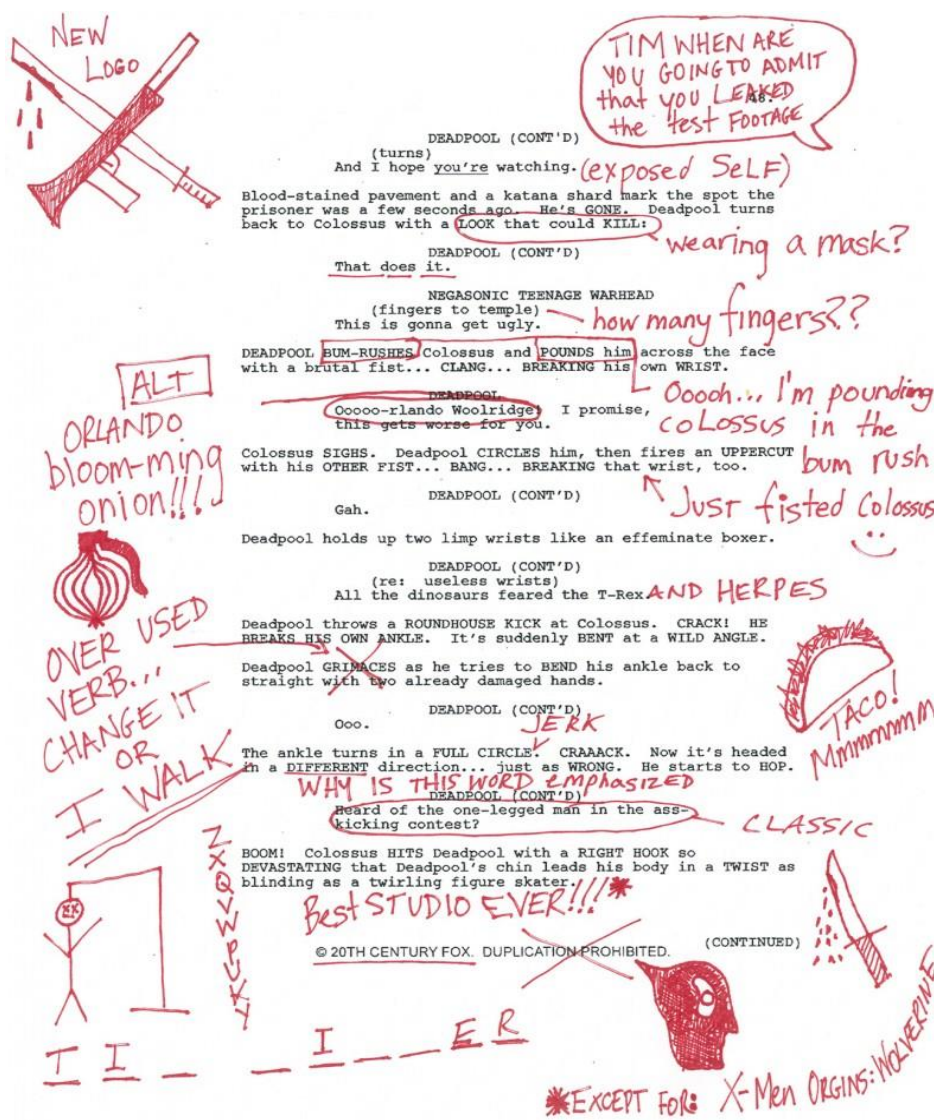 NEW
LOGO
TIM WHEN ARE
YOU GOING TO ADMIT
that you LEAKED
the test FOOTAGE
48.
DEADPOOL (CONT'D)
(turns)
And I hope you're watching.
(exposed SELF)
Blood-stained pavement and a katana shard mark the spot the
prisoner was a few seconds ago. He's GONE. Deadpool turns
back to Colossus with a LOOK that could KILL:
wearing a mask?
DEADPOOL (CONT'D)
That does it.
NEGASONIC TEENAGE WARHEAD
(fingers to temple)
how many fingers??
This is gonna get ugly.
DEADPOOL BUM-RUSHES Colossus and POUNDS him across the face
with a brutal fist... CLANG... BREAKING his own WRIST.
ALT
ORLANDO
bloom-ming
onion!!!
DEADPOOL
Ooooo-rlando Woolridge! I promise,
this gets worse for you.
Ooooh... I'm pounding
COLOSSUS in the
bum rush
Colossus SIGHS. Deadpool CIRCLES him, then fires an UPPERCUT
with his OTHER FIST... BANG... BREAKING that wrist, too.
Just fisted Colossus
DEADPOOL (CONT'D)
Gah.
Deadpool holds up two limp wrists like an effeminate boxer.
DEADPOOL (CONT'D)
(re: useless wrists)
All the dinosaurs feared the T-Rex.
AND HERPES
Deadpool throws a ROUNDHOUSE KICK at Colossus. CRACK! HE
BREAKS HIS OWN ANKLE. It's suddenly BENT at a WILD ANGLE.
OVER USED
VERB...
CHANGE IT
OR
I WALK
Deadpool GRIMACES as he tries to BEND his ankle back to
straight with two already damaged hands.
TACO!
Mmmmmmm
DEADPOOL (CONT'D)
Ooo.
JERK
The ankle turns in a FULL CIRCLE. CRAAACK. Now it's headed
in a DIFFERENT direction... just as WRONG. He starts to HOP.
WHY IS THIS WORD emphasized
DEADPOOL (CONT'D)
Heard of the one-legged man in the ass-
kicking contest?
CLASSIC
BOOM! Colossus HITS Deadpool with a RIGHT HOOK so
DEVASTATING that Deadpool's chin leads his body in a TWIST as
blinding as a twirling figure skater.
Best STUDIO EVER!!!*
(CONTINUED)
© 20TH CENTURY FOX. DUPLICATION PROHIBITED.
T I _ _ I _ _ E R
*EXCEPT FOR: X-Men ORGINS: WOLVERINE